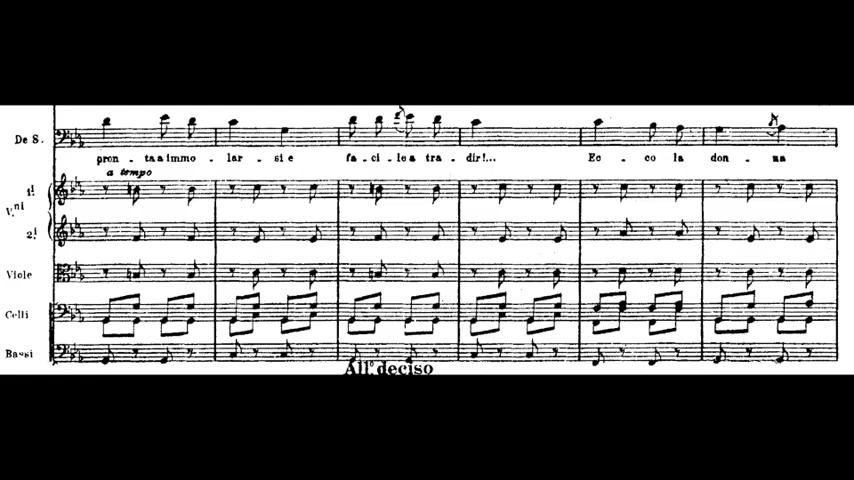 De S.
pron - ta a immo - lar - si e fa - ci - le a tra - dir!... Ec - co la don - na
a tempo
1.i
V.ni
2.i
Viole
Celli
Bassi
All.o deciso